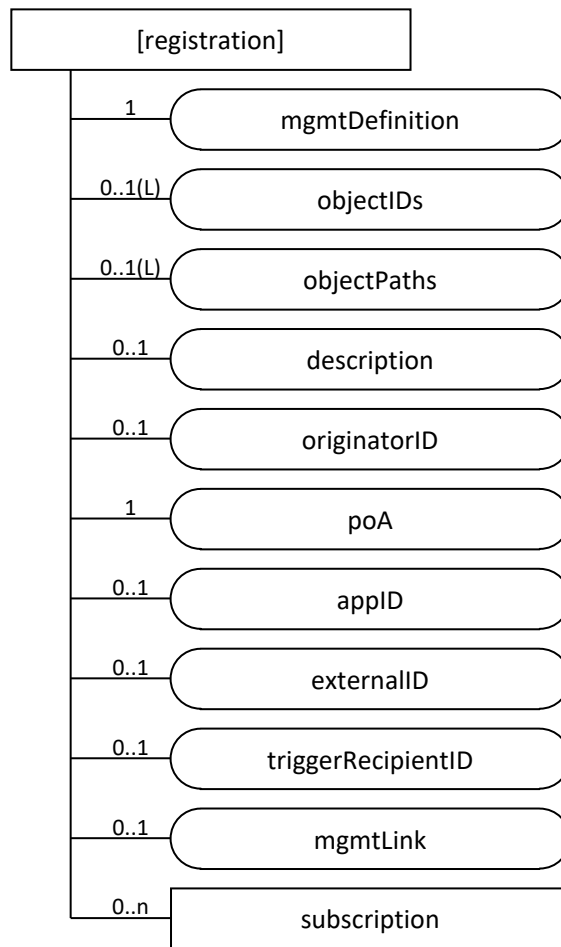 [registration]
1
mgmtDefinition
0..1(L)
objectIDs
0..1(L)
objectPaths
0..1
description
0..1
originatorID
1
poA
0..1
appID
0..1
externalID
0..1
triggerRecipientID
0..1
mgmtLink
0..n
subscription